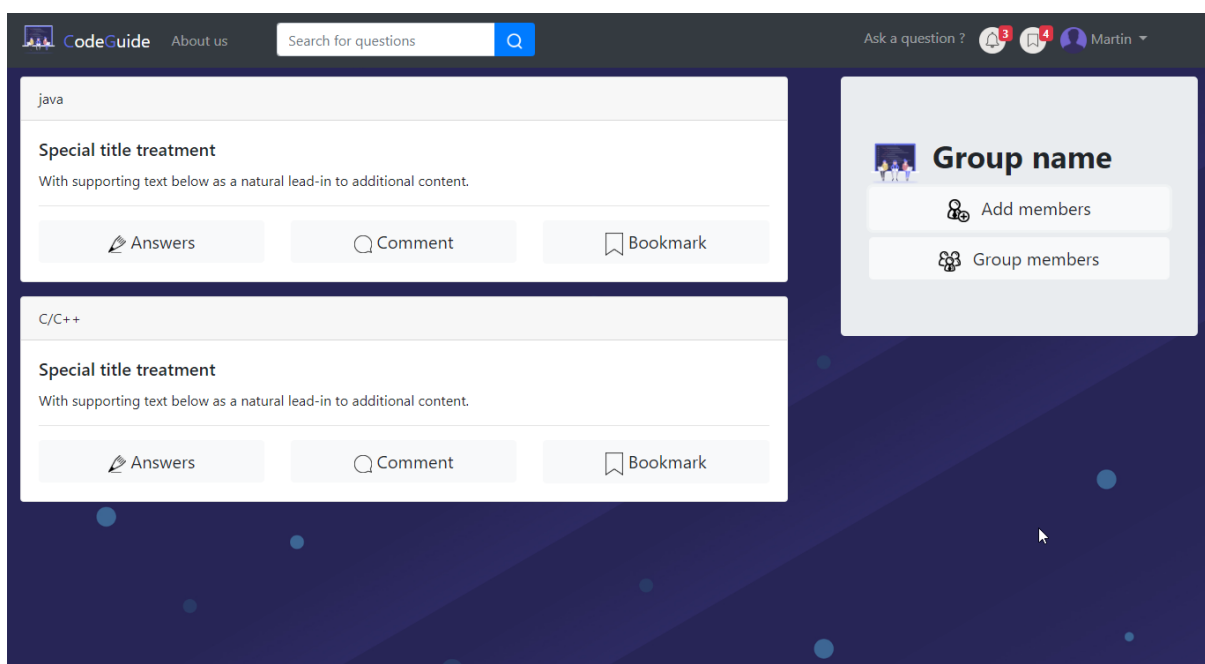 CodeGuide About us Search for questions Ask a question ? 3 4 Martin
java
Special title treatment
With supporting text below as a natural lead-in to additional content.
Answers Comment Bookmark
C/C++
Special title treatment
With supporting text below as a natural lead-in to additional content.
Answers Comment Bookmark
Group name
Add members
Group members